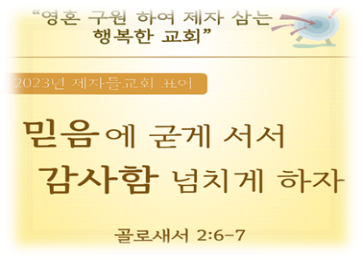 “영혼 구원 하여 제자 삼는
행복한 교회”
2023년 제자들교회 표어
믿음에 굳게 서서
감사함 넘치게 하자
골로새서 2:6-7